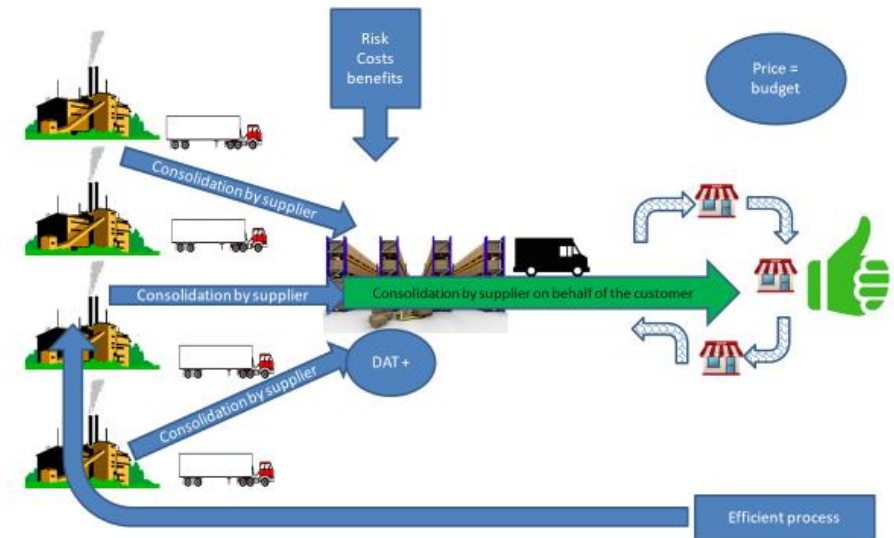 Risk
Costs
benefits
Price =
budget
Consolidation by supplier
Consolidation by supplier
Consolidation by supplier on behalf of the customer
DAT +
Consolidation by supplier
Efficient process